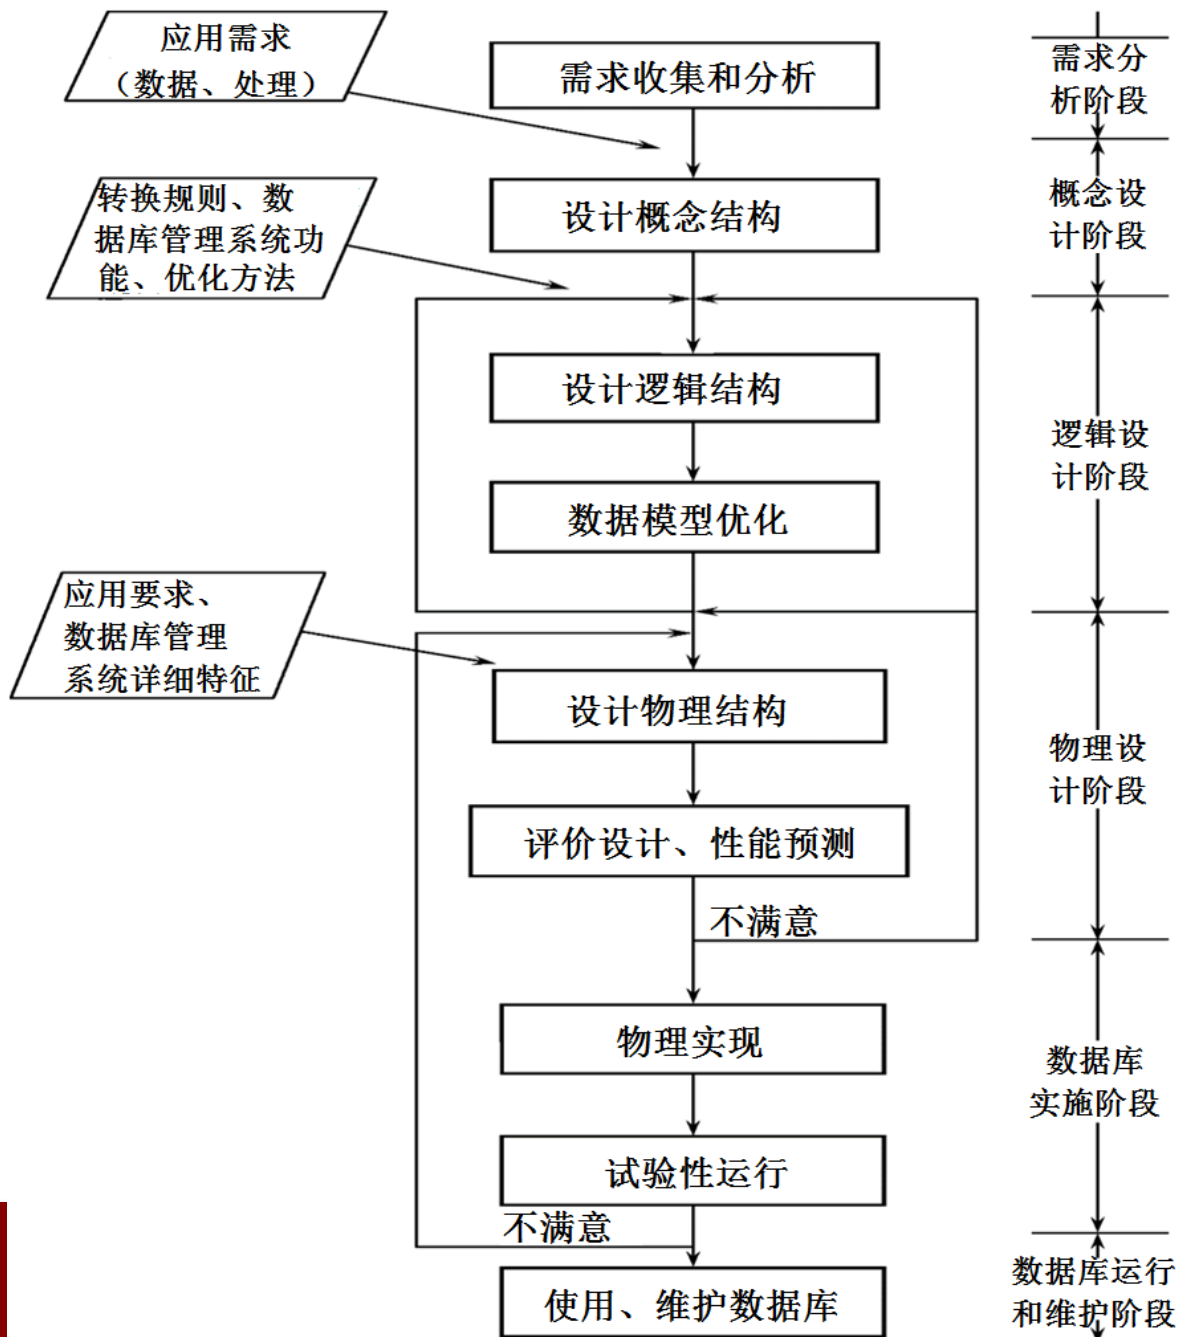 应用需求
（数据、处理）
需求收集和分析
需求分
析阶段
转换规则、数
据库管理系统功
能、优化方法
设计概念结构
概念设
计阶段
设计逻辑结构
数据模型优化
逻辑设
计阶段
应用要求、
数据库管理
系统详细特征
设计物理结构
评价设计、性能预测
不满意
物理设
计阶段
物理实现
试验性运行
不满意
数据库
实施阶段
使用、维护数据库
数据库运行
和维护阶段